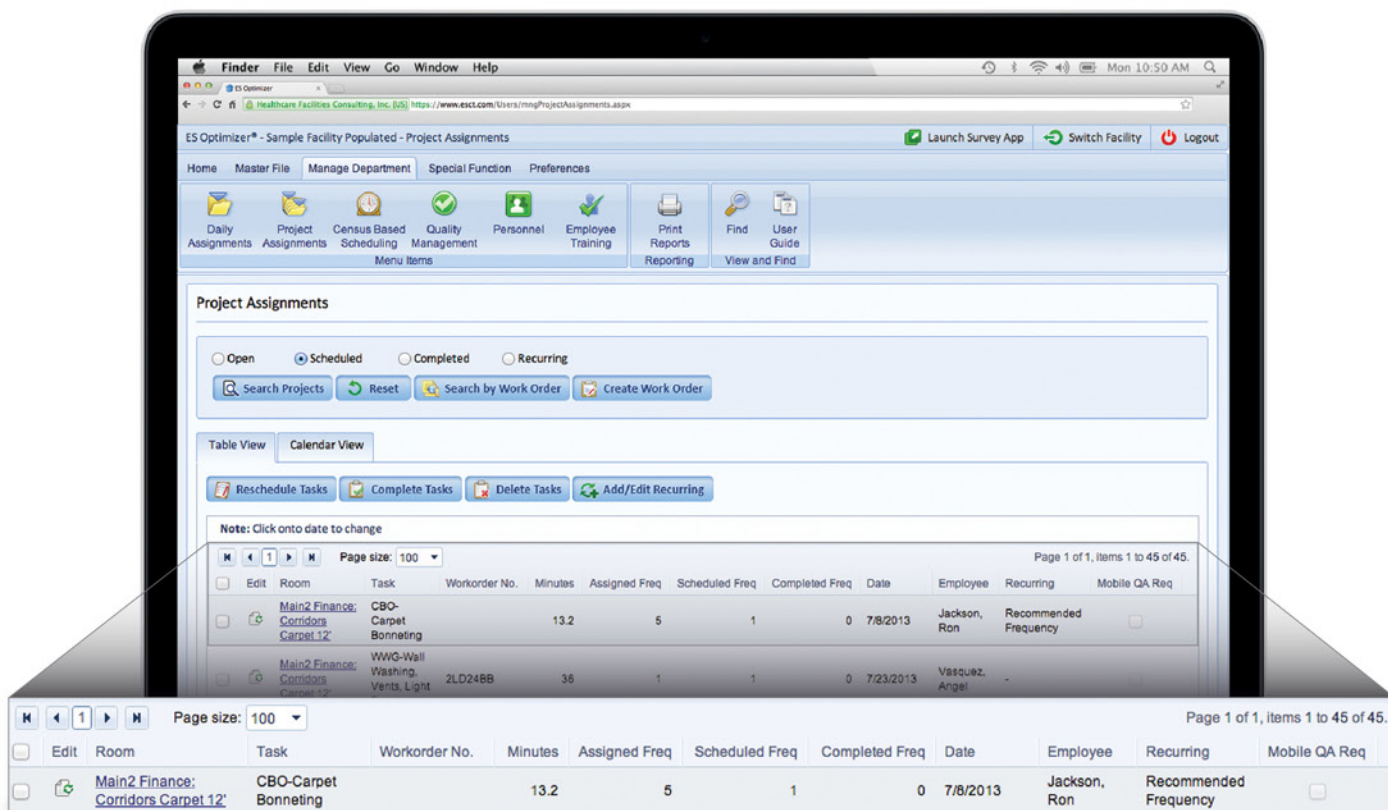 Finder File Edit View Go Window Help Mon 10:50 AM
ES Optimizer
Healthcare Facilities Consulting, Inc. [US] https://www.esct.com/Users/mngProjectAssignments.aspx
ES Optimizer® - Sample Facility Populated - Project Assignments Launch Survey App Switch Facility Logout
Home Master File Manage Department Special Function Preferences
Daily Project Census Based Quality Personnel Employee Print Find User
Assignments Assignments Scheduling Management Training Reports Guide
Menu Items Reporting View and Find
Project Assignments
Open Scheduled Completed Recurring
Search Projects Reset Search by Work Order Create Work Order
Table View Calendar View
Reschedule Tasks Complete Tasks Delete Tasks Add/Edit Recurring
Note: Click onto date to change
1 Page size: 100 Page 1 of 1, items 1 to 45 of 45.
Edit Room Task Workorder No. Minutes Assigned Freq Scheduled Freq Completed Freq Date Employee Recurring Mobile QA Req
Main2 Finance: CBO-
Corridors Carpet 13.2 5 1 0 7/8/2013 Jackson, Recommended
Carpet 12' Bonneting Ron Frequency
WWG-Wall
Main2 Finance: Washing,
Corridors Vents, Light 2LD24BB 36 1 1 0 7/23/2013 Vasquez, -
Carpet 12' Angel
1 Page size: 100 Page 1 of 1, items 1 to 45 of 45.
Edit Room Task Workorder No. Minutes Assigned Freq Scheduled Freq Completed Freq Date Employee Recurring Mobile QA Req
Main2 Finance: CBO-Carpet 13.2 5 1 0 7/8/2013 Jackson, Recommended
Corridors Carpet 12' Bonneting Ron Frequency